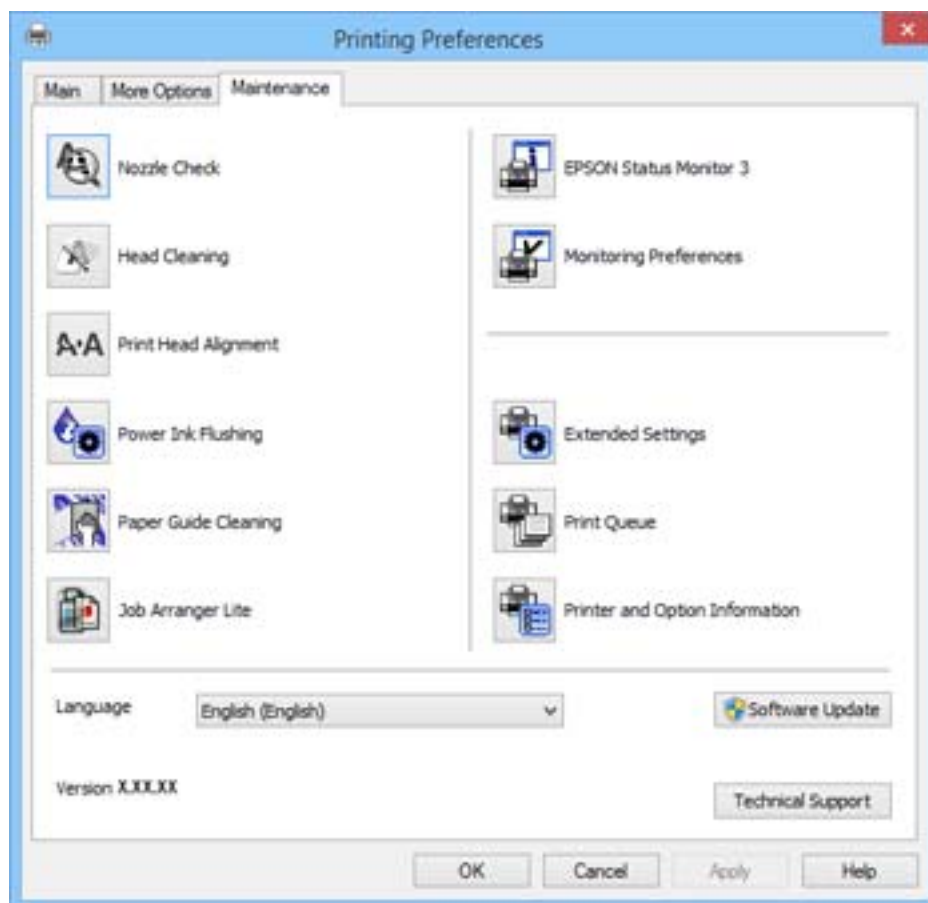 Printing Preferences
Main
More Options
Maintenance
Nozzle Check
Head Cleaning
A·A
Print Head Alignment
Power Ink Flushing
Paper Guide Cleaning
Job Arranger Lite
EPSON Status Monitor 3
Monitoring Preferences
Extended Settings
Print Queue
Printer and Option Information
Language
English (English)
Software Update
Version X.XX.XX
Technical Support
OK
Cancel
Apply
Help